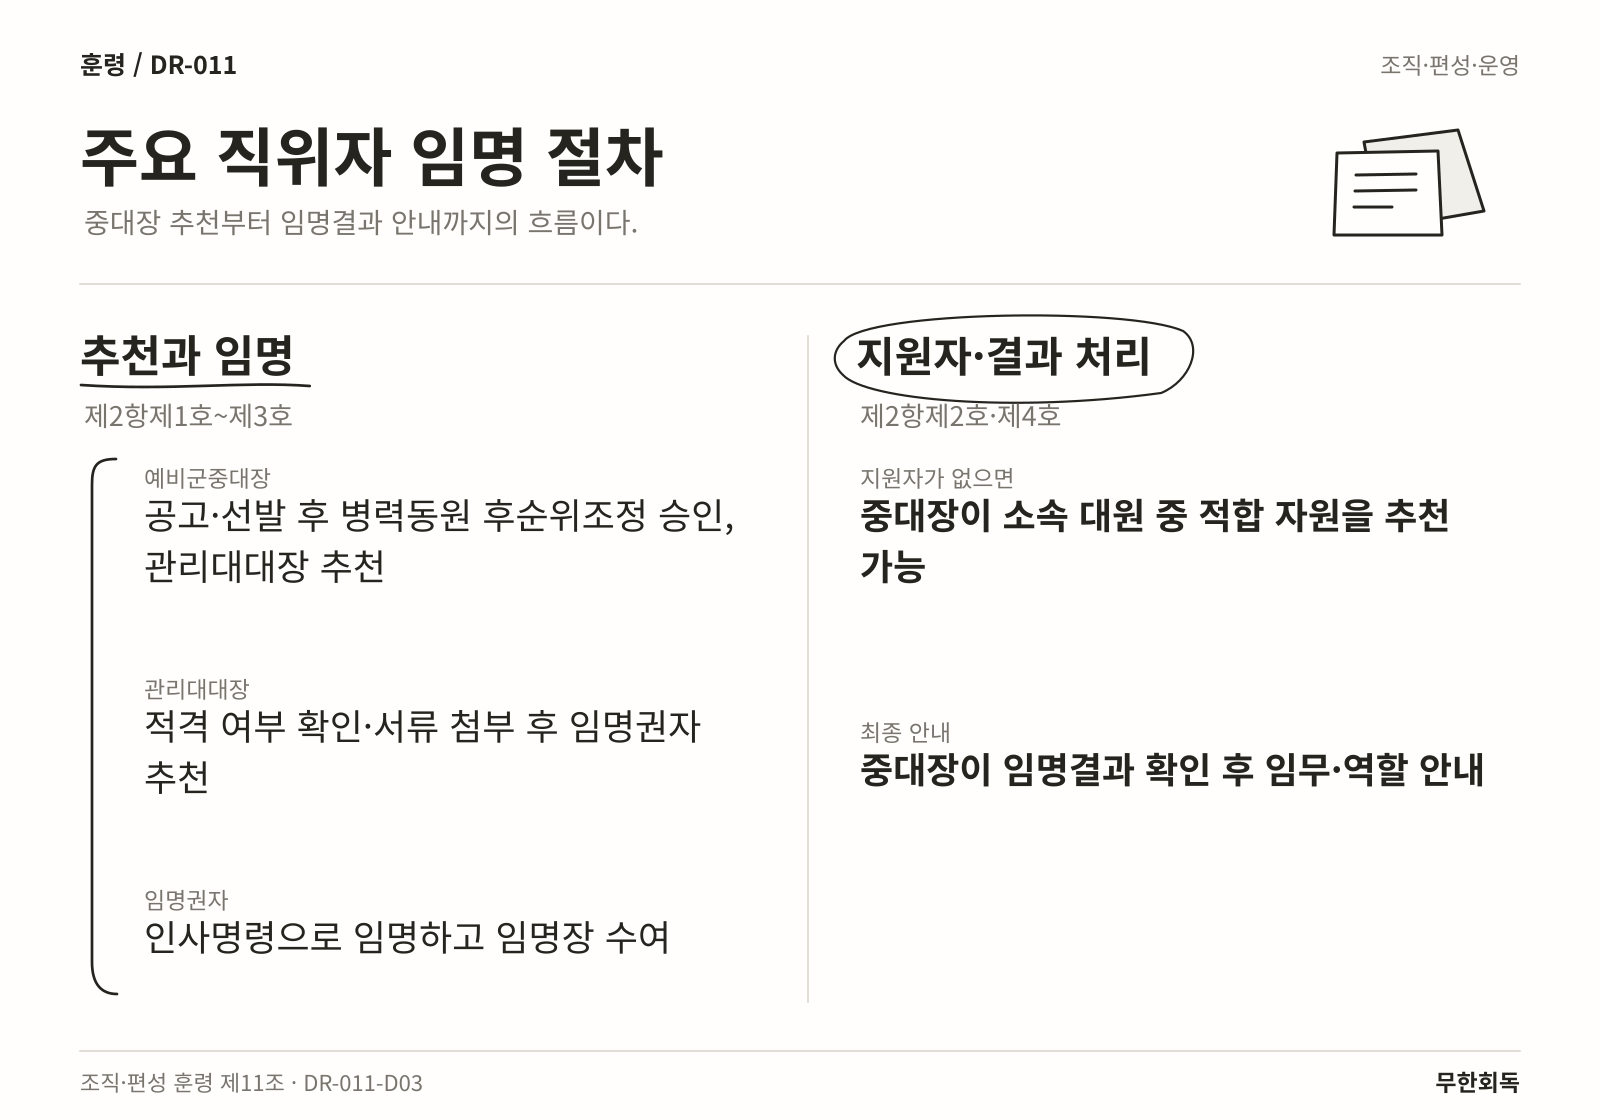 훈령 / DR-011
조직·편성·운영
주요 직위자 임명 절차
중대장 추천부터 임명결과 안내까지의 흐름이다.
추천과 임명
제2항제1호~제3호
예비군중대장
공고·선발 후 병력동원 후순위조정 승인,
관리대대장 추천
관리대대장
적격 여부 확인·서류 첨부 후 임명권자
추천
임명권자
인사명령으로 임명하고 임명장 수여
지원자·결과 처리
제2항제2호·제4호
지원자가 없으면
중대장이 소속 대원 중 적합 자원을 추천
가능
최종 안내
중대장이 임명결과 확인 후 임무·역할 안내
조직·편성 훈령 제11조 · DR-011-D03
무한회독